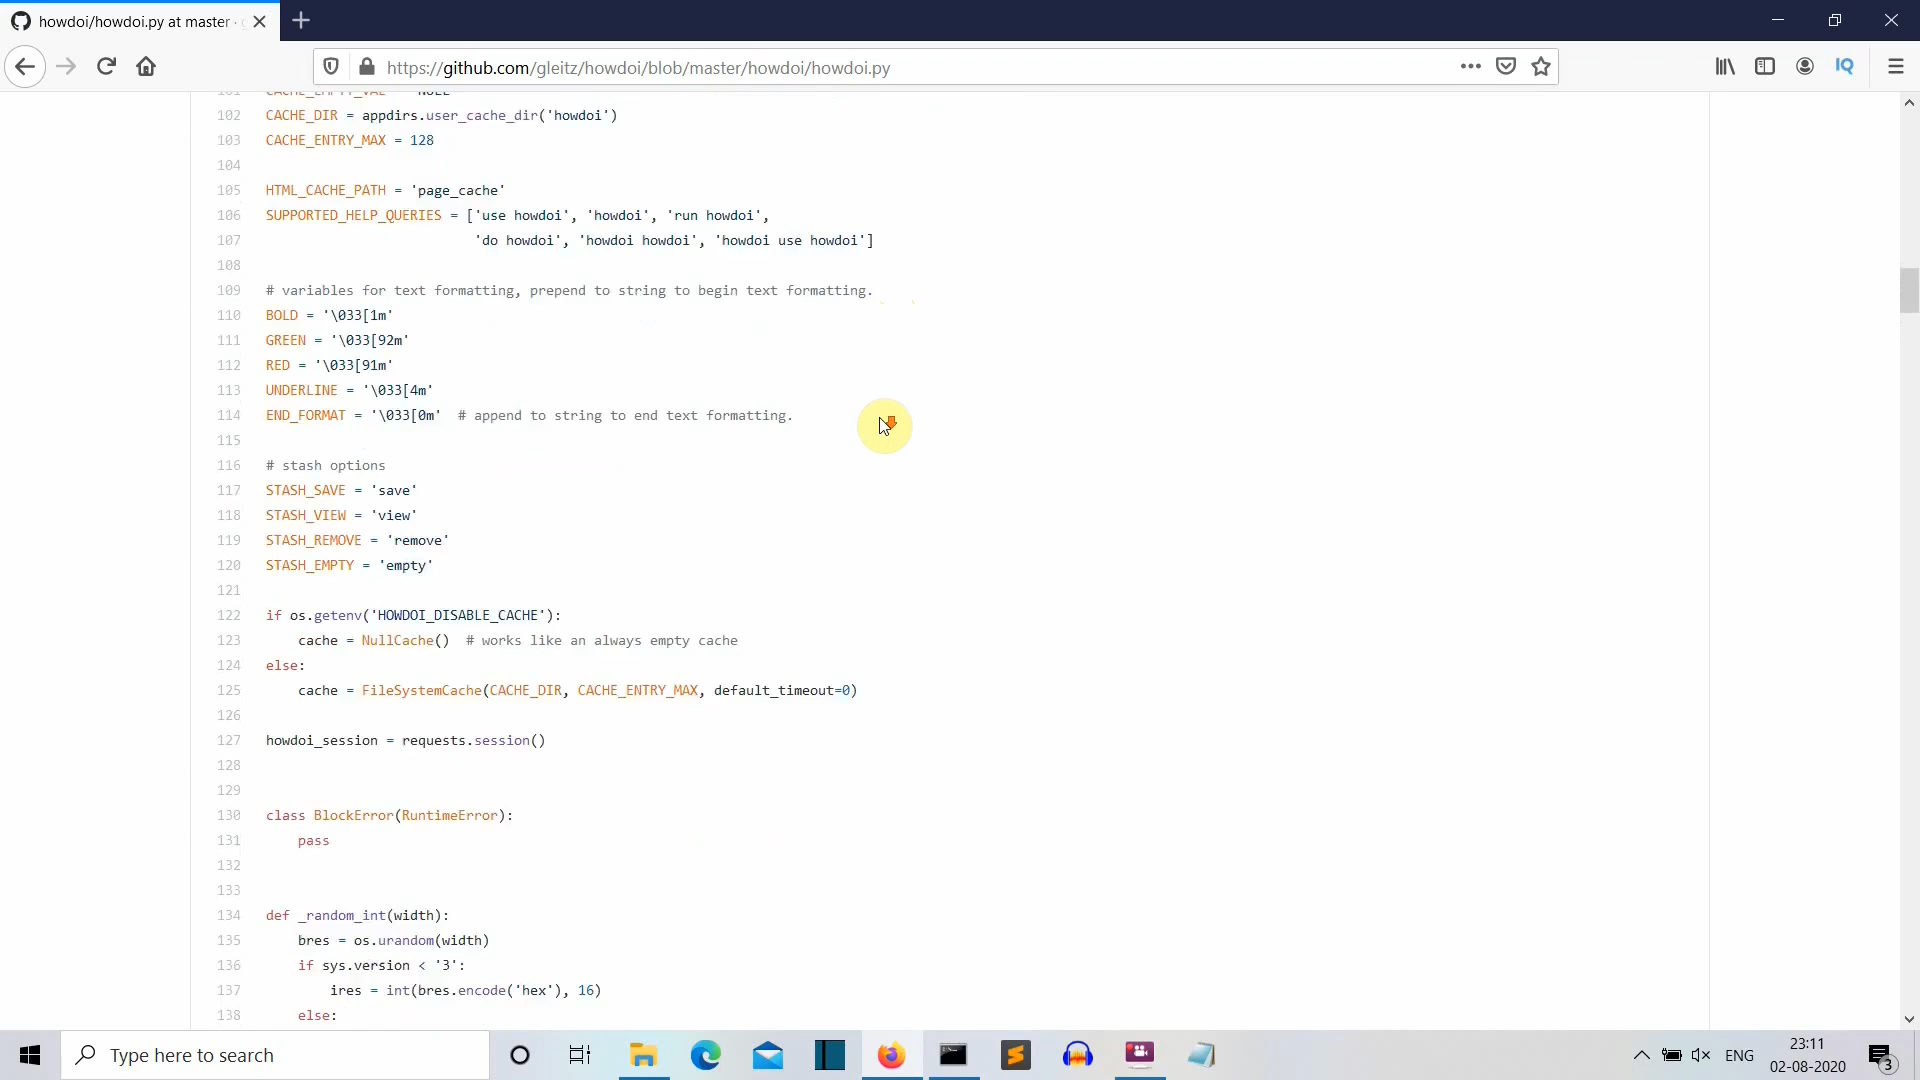 howdoi/howdoi.py at master ·
https://github.com/gleitz/howdoi/blob/master/howdoi/howdoi.py
IQ
101 CACHE_EMPTY_VAL = "NULL"
102 CACHE_DIR = appdirs.user_cache_dir('howdoi')
103 CACHE_ENTRY_MAX = 128
104
105 HTML_CACHE_PATH = 'page_cache'
106 SUPPORTED_HELP_QUERIES = ['use howdoi', 'howdoi', 'run howdoi',
107 'do howdoi', 'howdoi howdoi', 'howdoi use howdoi']
108
109 # variables for text formatting, prepend to string to begin text formatting.
110 BOLD = '\033[1m'
111 GREEN = '\033[92m'
112 RED = '\033[91m'
113 UNDERLINE = '\033[4m'
114 END_FORMAT = '\033[0m'  # append to string to end text formatting.
115
116 # stash options
117 STASH_SAVE = 'save'
118 STASH_VIEW = 'view'
119 STASH_REMOVE = 'remove'
120 STASH_EMPTY = 'empty'
121
122 if os.getenv('HOWDOI_DISABLE_CACHE'):
123     cache = NullCache()  # works like an always empty cache
124 else:
125     cache = FileSystemCache(CACHE_DIR, CACHE_ENTRY_MAX, default_timeout=0)
126
127 howdoi_session = requests.session()
128
129
130 class BlockError(RuntimeError):
131     pass
132
133
134 def _random_int(width):
135     bres = os.urandom(width)
136     if sys.version < '3':
137         ires = int(bres.encode('hex'), 16)
138     else:
Type here to search
ENG
23:11
02-08-2020
3